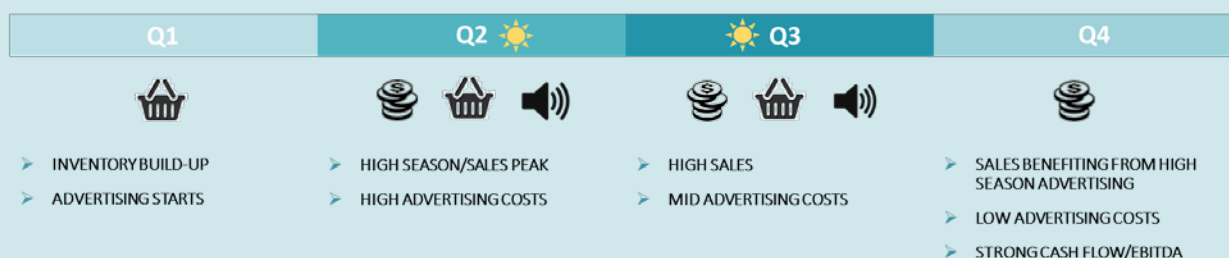 Q1
Q2
Q3
Q4
INVENTORY BUILD-UP
ADVERTISING STARTS
HIGH SEASON/SALES PEAK
HIGH ADVERTISING COSTS
HIGH SALES
MID ADVERTISING COSTS
SALES BENEFITING FROM HIGH
SEASON ADVERTISING
LOW ADVERTISING COSTS
STRONG CASH FLOW/EBITDA